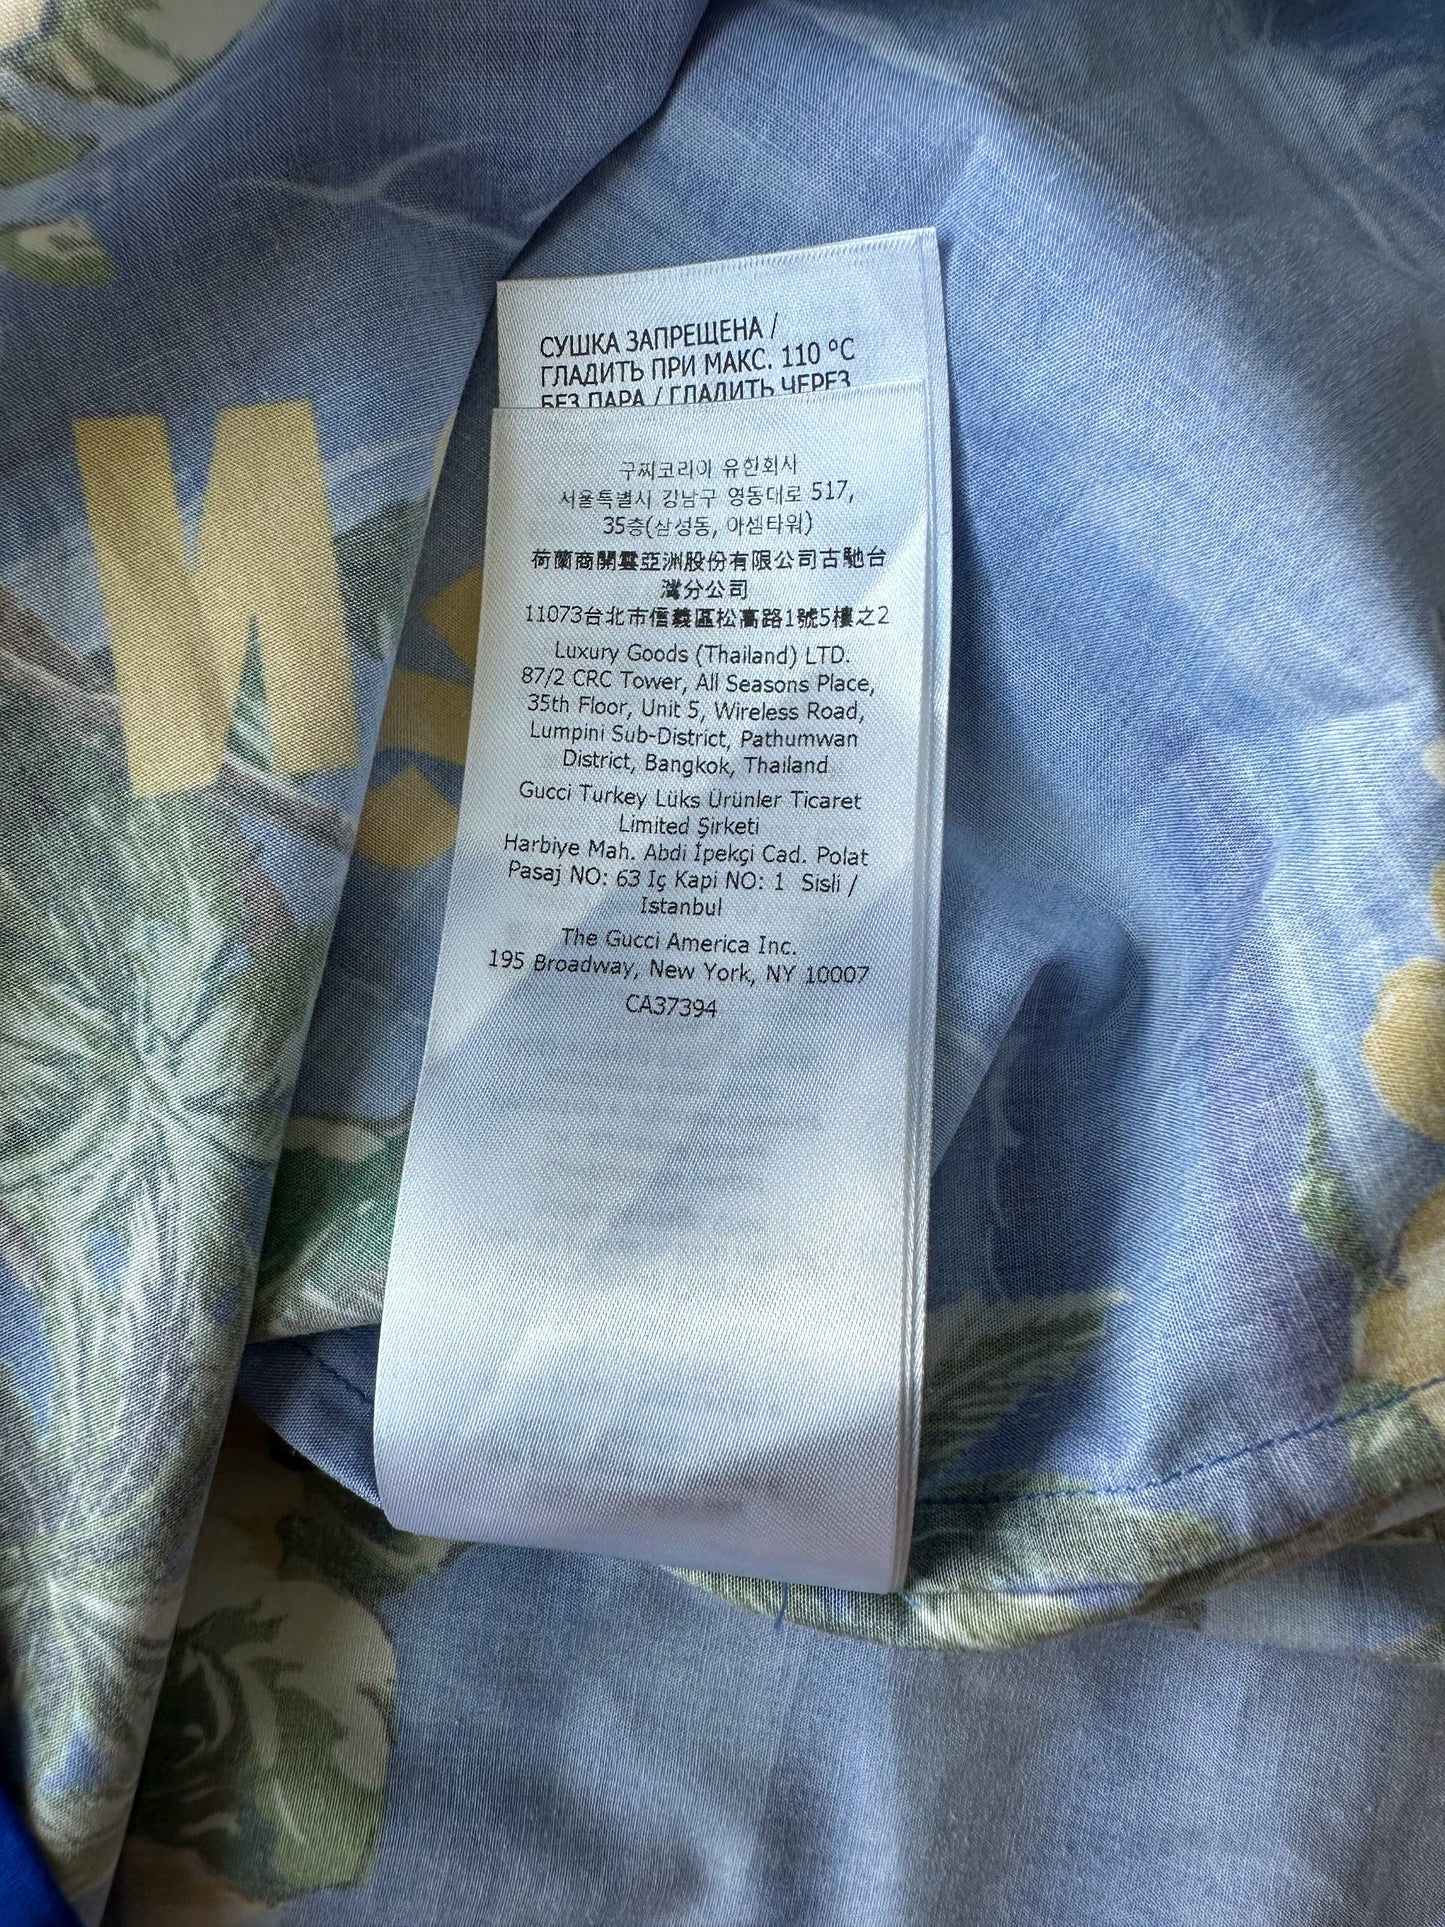 СУШКА ЗАПРЕЩЕНА /
ГЛАДИТЬ ПРИ МАКС. 110 °C
БЕЗ ПАРА / ГЛАДИТЬ ЧЕРЕЗ
구찌코리아 유한회사
서울특별시 강남구 영동대로 517,
35층(삼성동, 아셈타워)
荷蘭商開雲亞洲股份有限公司古馳台
灣分公司
11073台北市信義區松高路1號5樓之2
Luxury Goods (Thailand) LTD.
87/2 CRC Tower, All Seasons Place,
35th Floor, Unit 5, Wireless Road,
Lumpini Sub-District, Pathumwan
District, Bangkok, Thailand
Gucci Turkey Lüks Ürünler Ticaret
Limited Şirketi
Harbiye Mah. Abdi İpekçi Cad. Polat
Pasaj NO: 63 Iç Kapi NO: 1 Sisli /
Istanbul
The Gucci America Inc.
195 Broadway, New York, NY 10007
CA37394